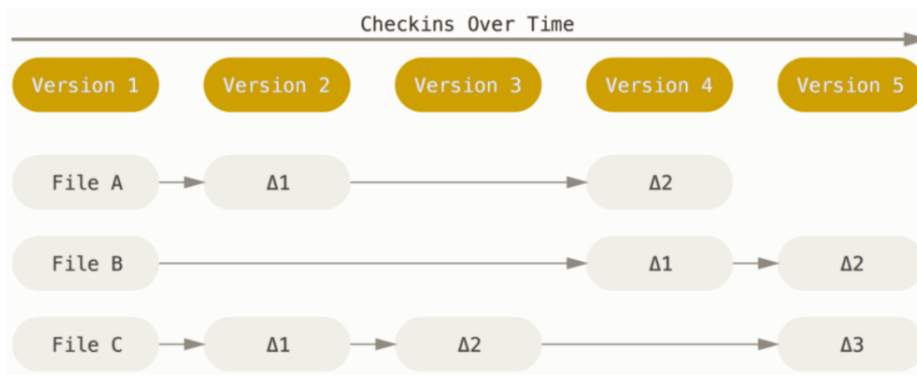 Checkins Over Time
Version 1 Version 2 Version 3 Version 4 Version 5
File A Δ1 Δ2
File B Δ1 Δ2
File C Δ1 Δ2 Δ3